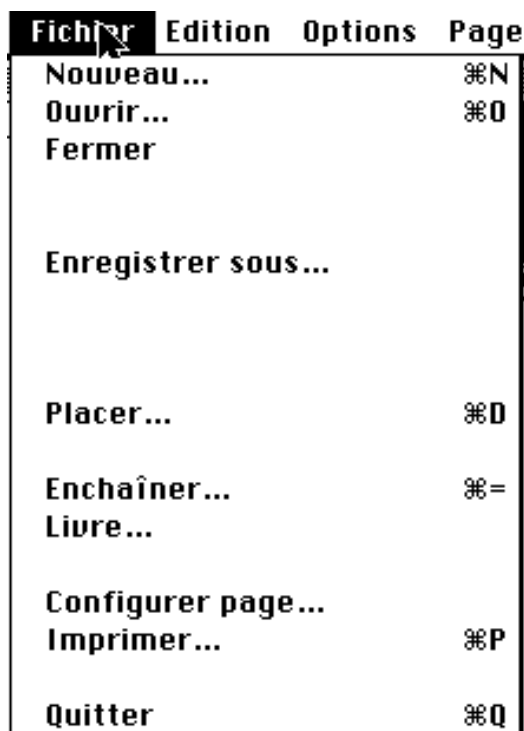 Fichier Edition Options Page
Nouveau... ⌘N
Ouvrir... ⌘O
Fermer
Enregistrer sous...
Placer... ⌘D
Enchaîner... ⌘=
Livre...
Configurer page...
Imprimer... ⌘P
Quitter ⌘Q